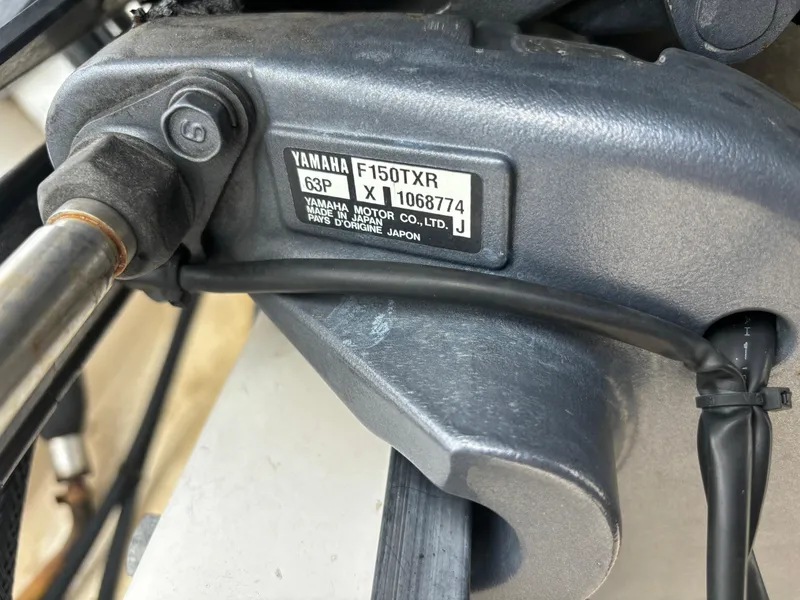 YAMAHA F150TXR
63P X 1068774
YAMAHA MOTOR CO., LTD. J
MADE IN JAPAN
PAYS D'ORIGINE JAPON